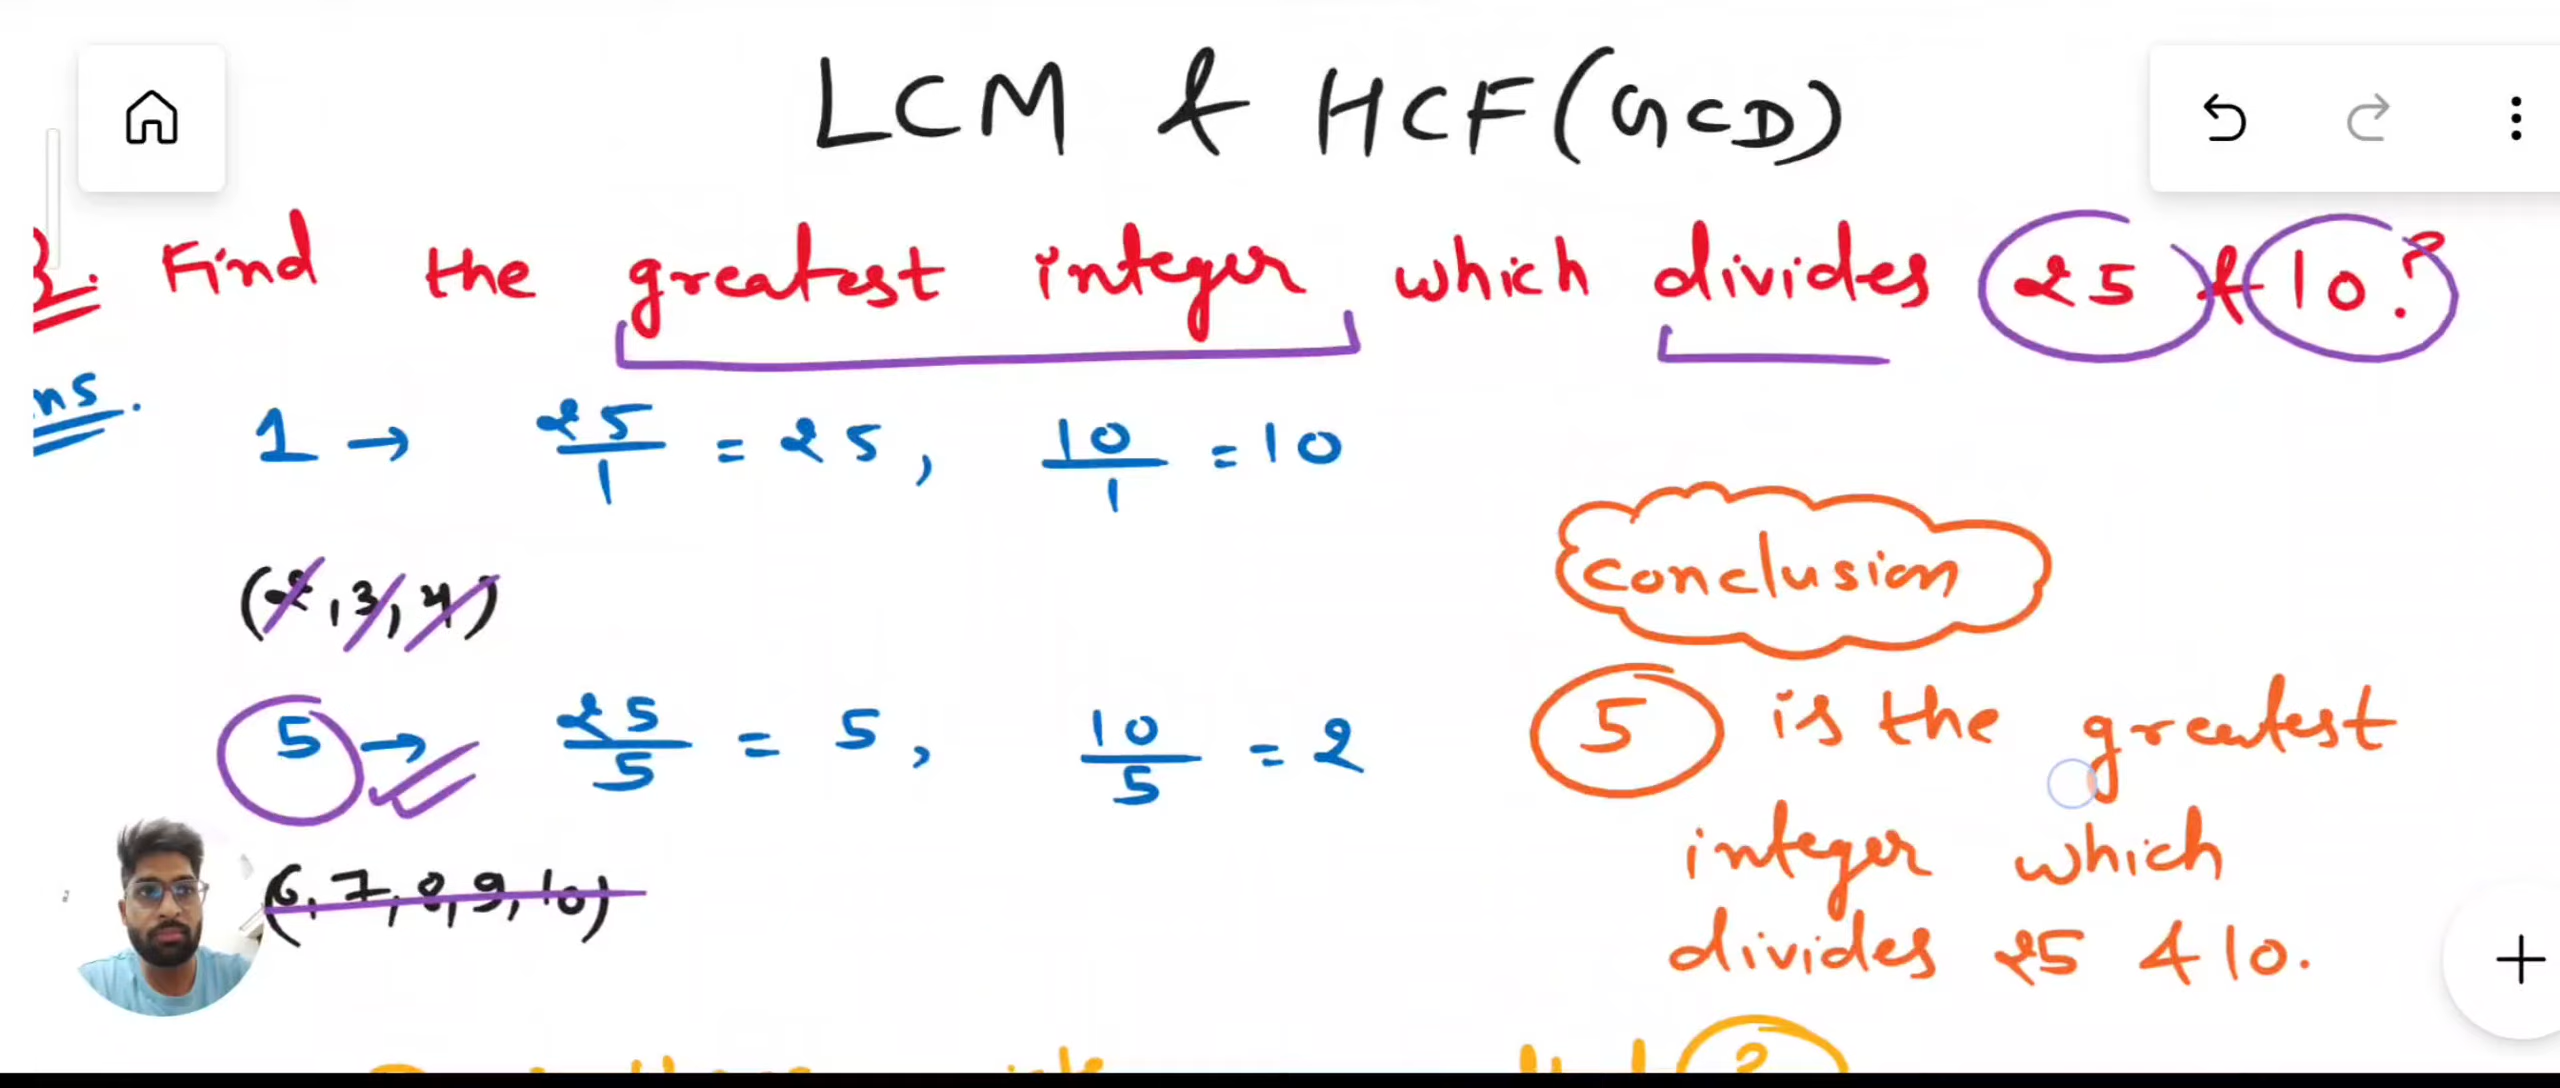 LCM & HCF (GCD)
Find the greatest integer which divides 25 & 10?
ns.
1 → 25/1 = 25, 10/1 = 10
(2, 3, 4)
Conclusion
5 → 25/5 = 5, 10/5 = 2
5 is the greatest
integer which
divides 25 & 10.
(6, 7, 8, 9, 10)